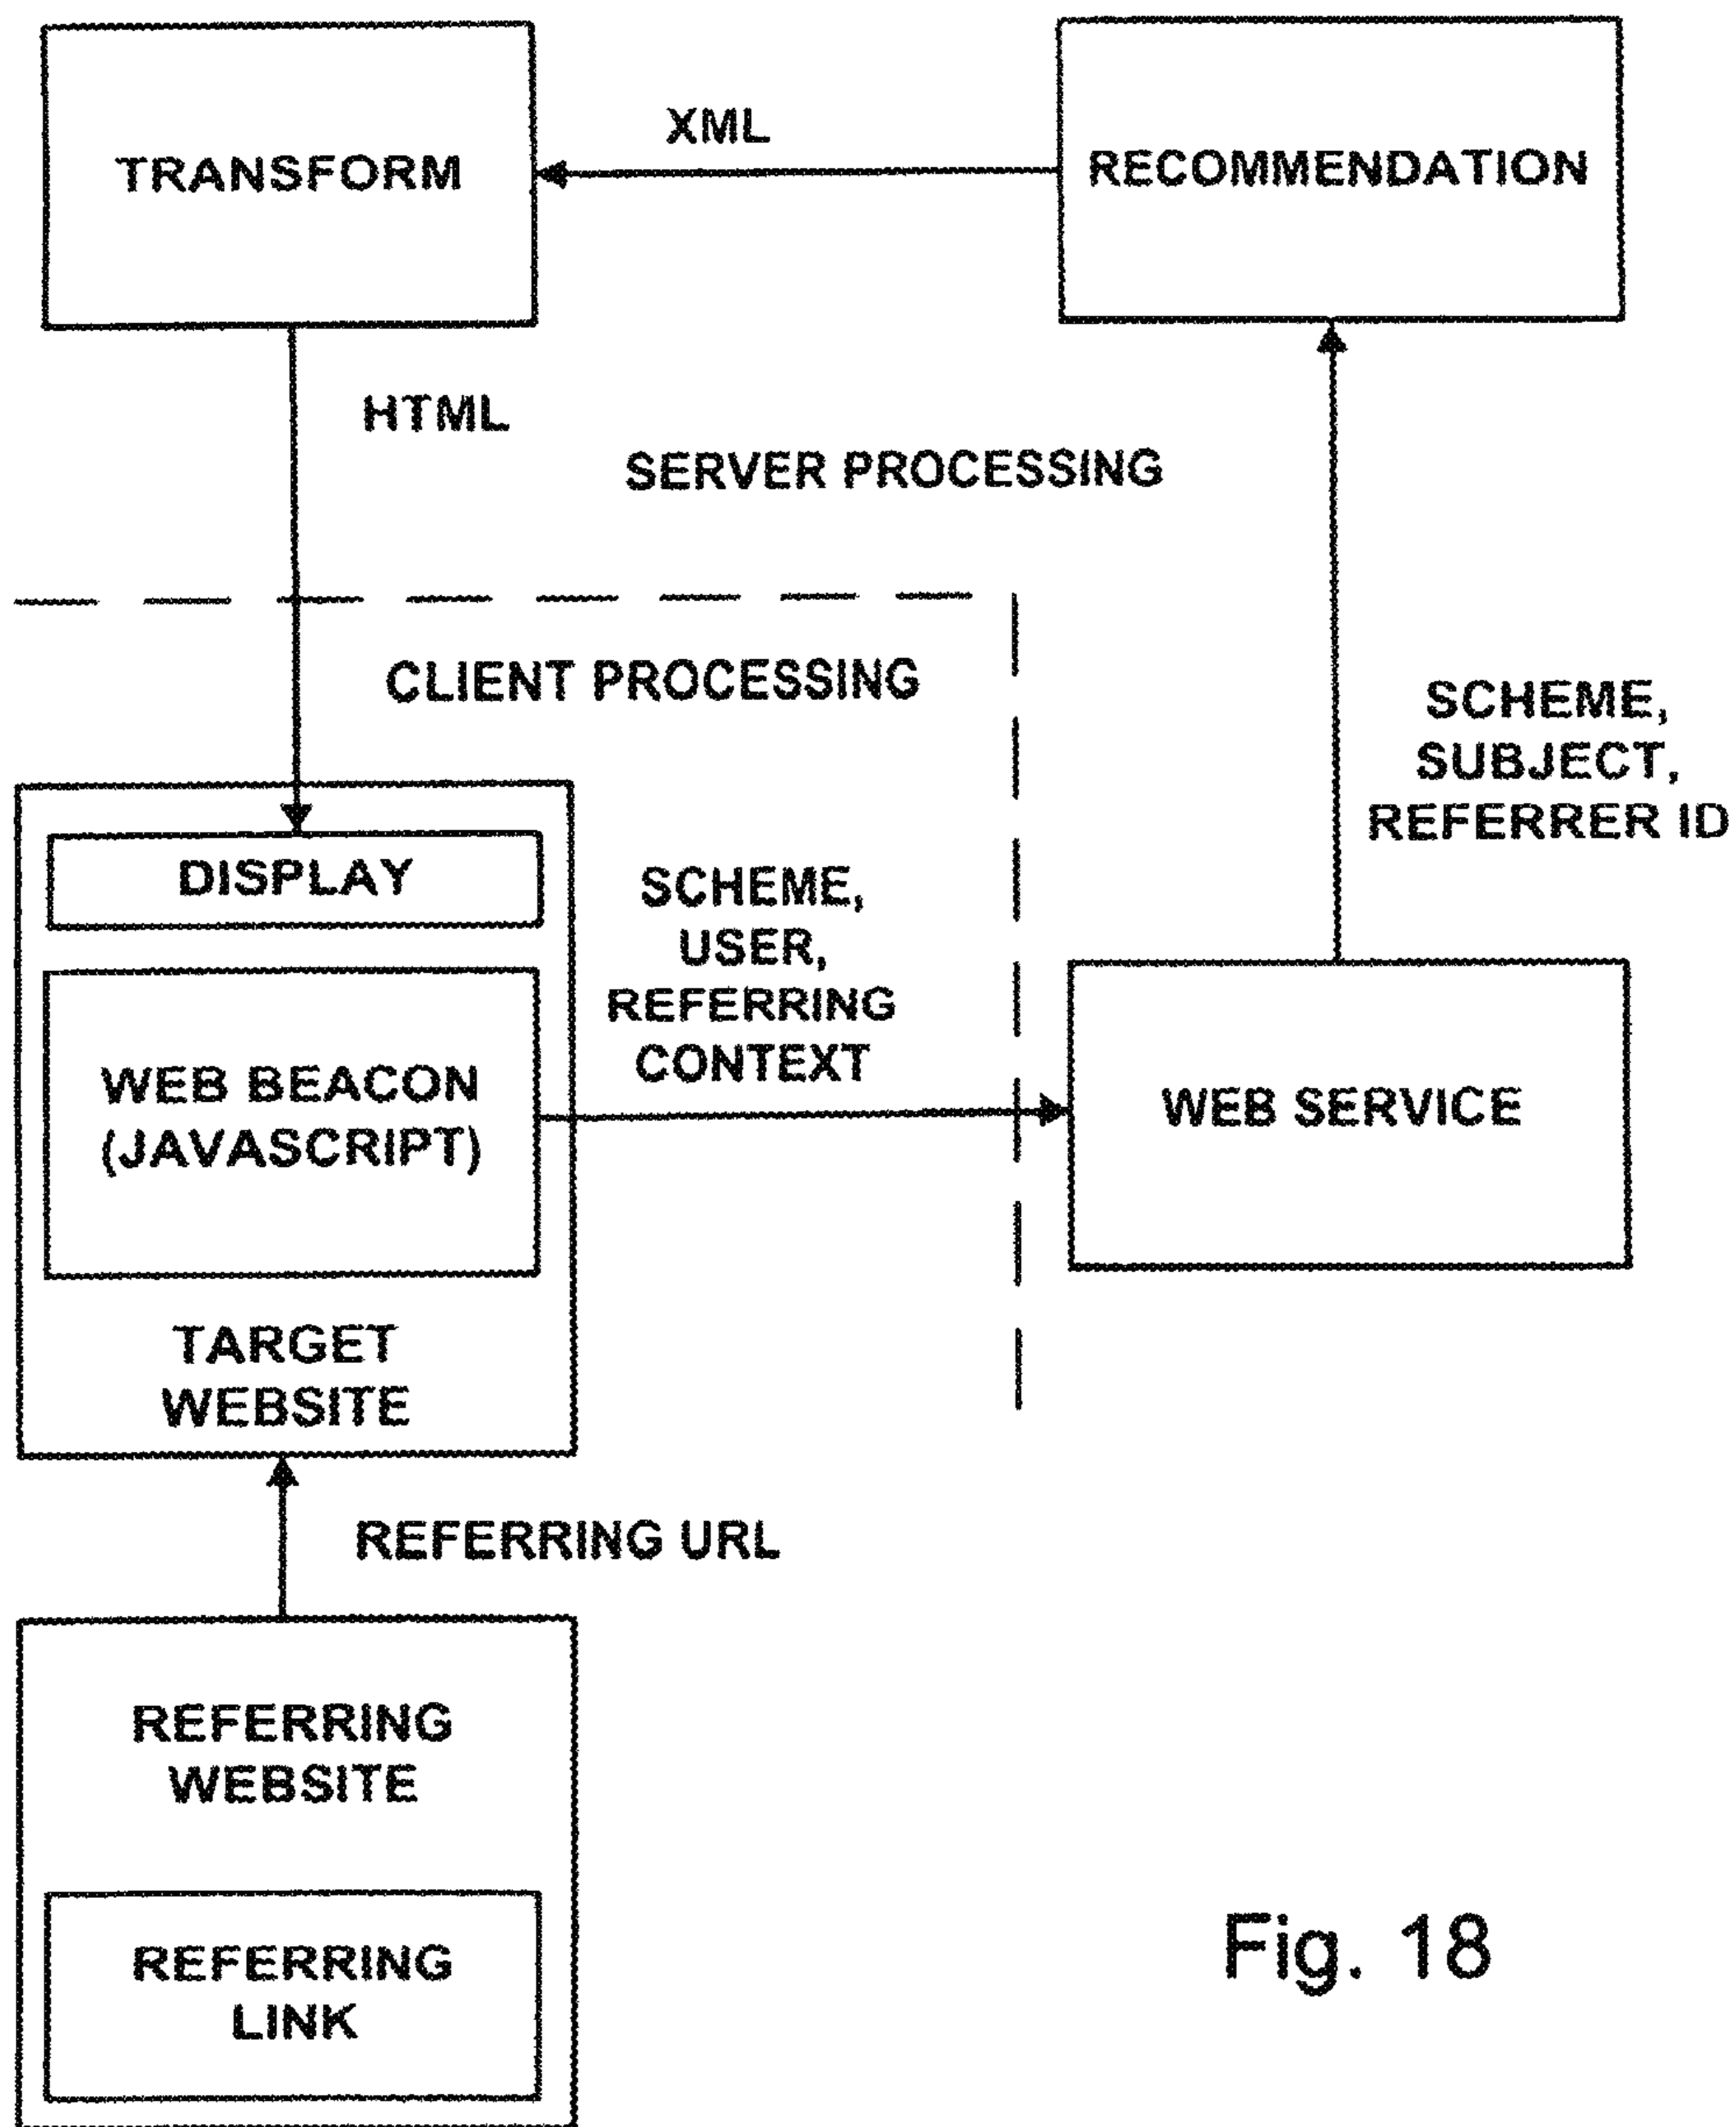 TRANSFORM
XML
RECOMMENDATION
HTML
SERVER PROCESSING
CLIENT PROCESSING
SCHEME,
SUBJECT,
REFERRER ID
DISPLAY
SCHEME,
USER,
REFERRING
CONTEXT
WEB BEACON
(JAVASCRIPT)
WEB SERVICE
TARGET
WEBSITE
REFERRING URL
REFERRING
WEBSITE
REFERRING
LINK
Fig. 18